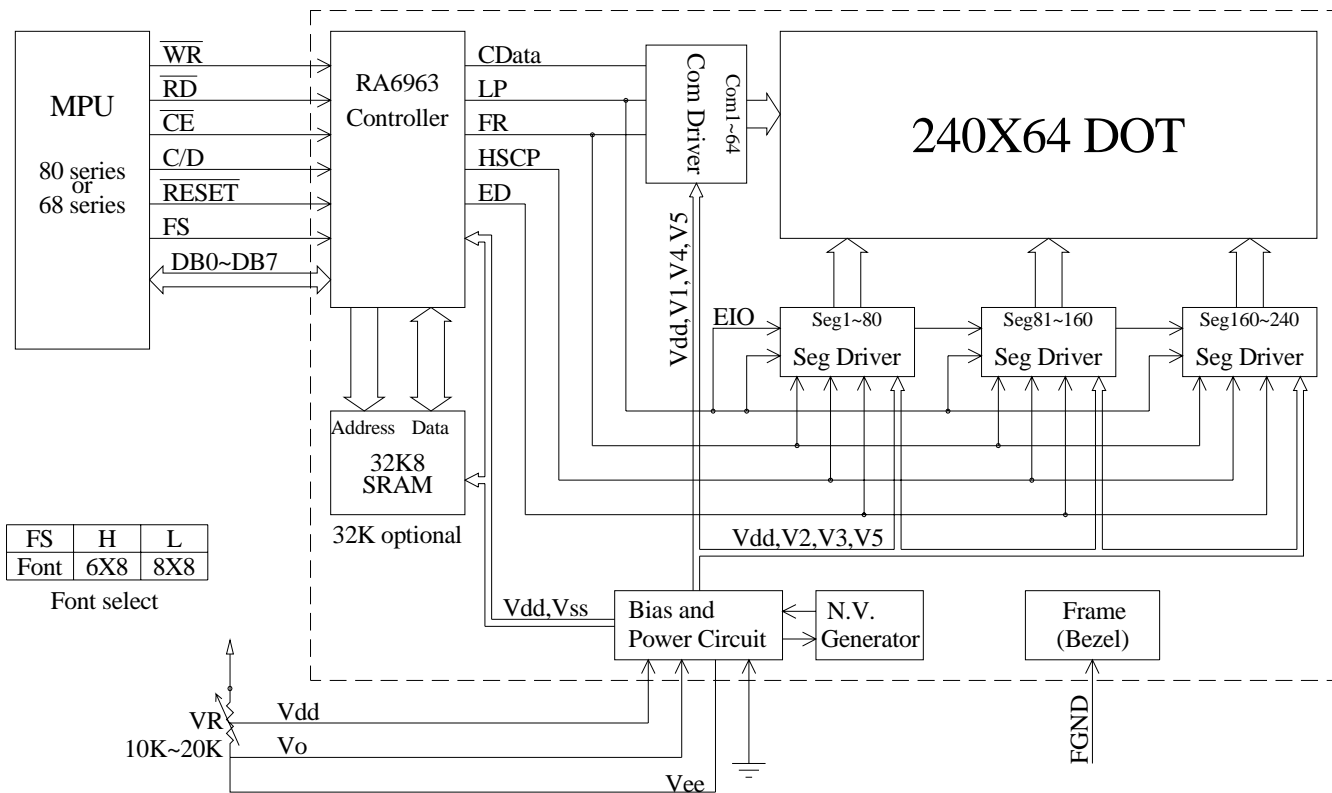 MPU
80 series
or
68 series
WR
RD
CE
C/D
RESET
FS
DB0~DB7
RA6963
Controller
CData
LP
FR
HSCP
ED
Com Driver
Com1~64
240X64 DOT
Vdd,V1,V4,V5
EIO
Seg1~80
Seg Driver
Seg81~160
Seg Driver
Seg160~240
Seg Driver
Address
Data
32K8
SRAM
32K optional
Vdd,V2,V3,V5
FS H L
Font 6X8 8X8
Font select
Vdd,Vss
Bias and
Power Circuit
N.V.
Generator
Frame
(Bezel)
VR
10K~20K
Vdd
Vo
Vee
FGND